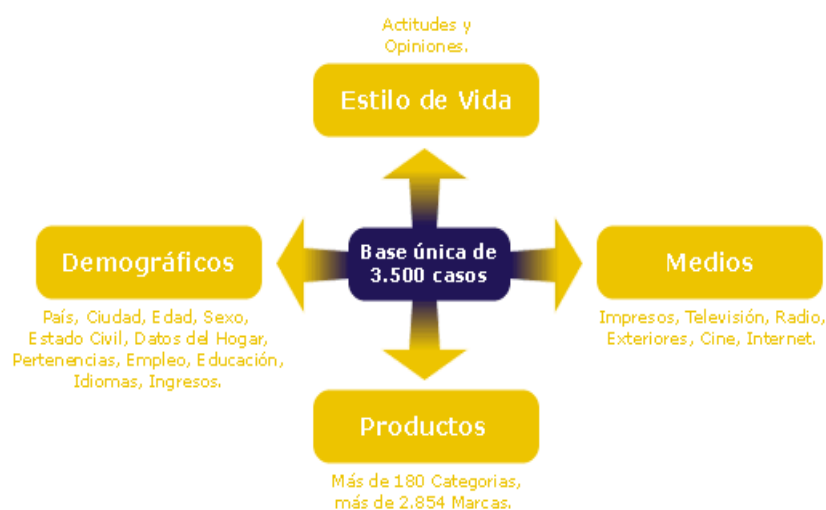 Actitudes y
Opiniones.
Estilo de Vida
Demográficos
País, Ciudad, Edad, Sexo,
Estado Civil, Datos del Hogar,
Pertenencias, Empleo, Educación,
Idiomas, Ingresos.
Base única de
3.500 casos
Medios
Impresos, Televisión, Radio,
Exteriores, Cine, Internet.
Productos
Más de 180 Categorias,
más de 2.854 Marcas.